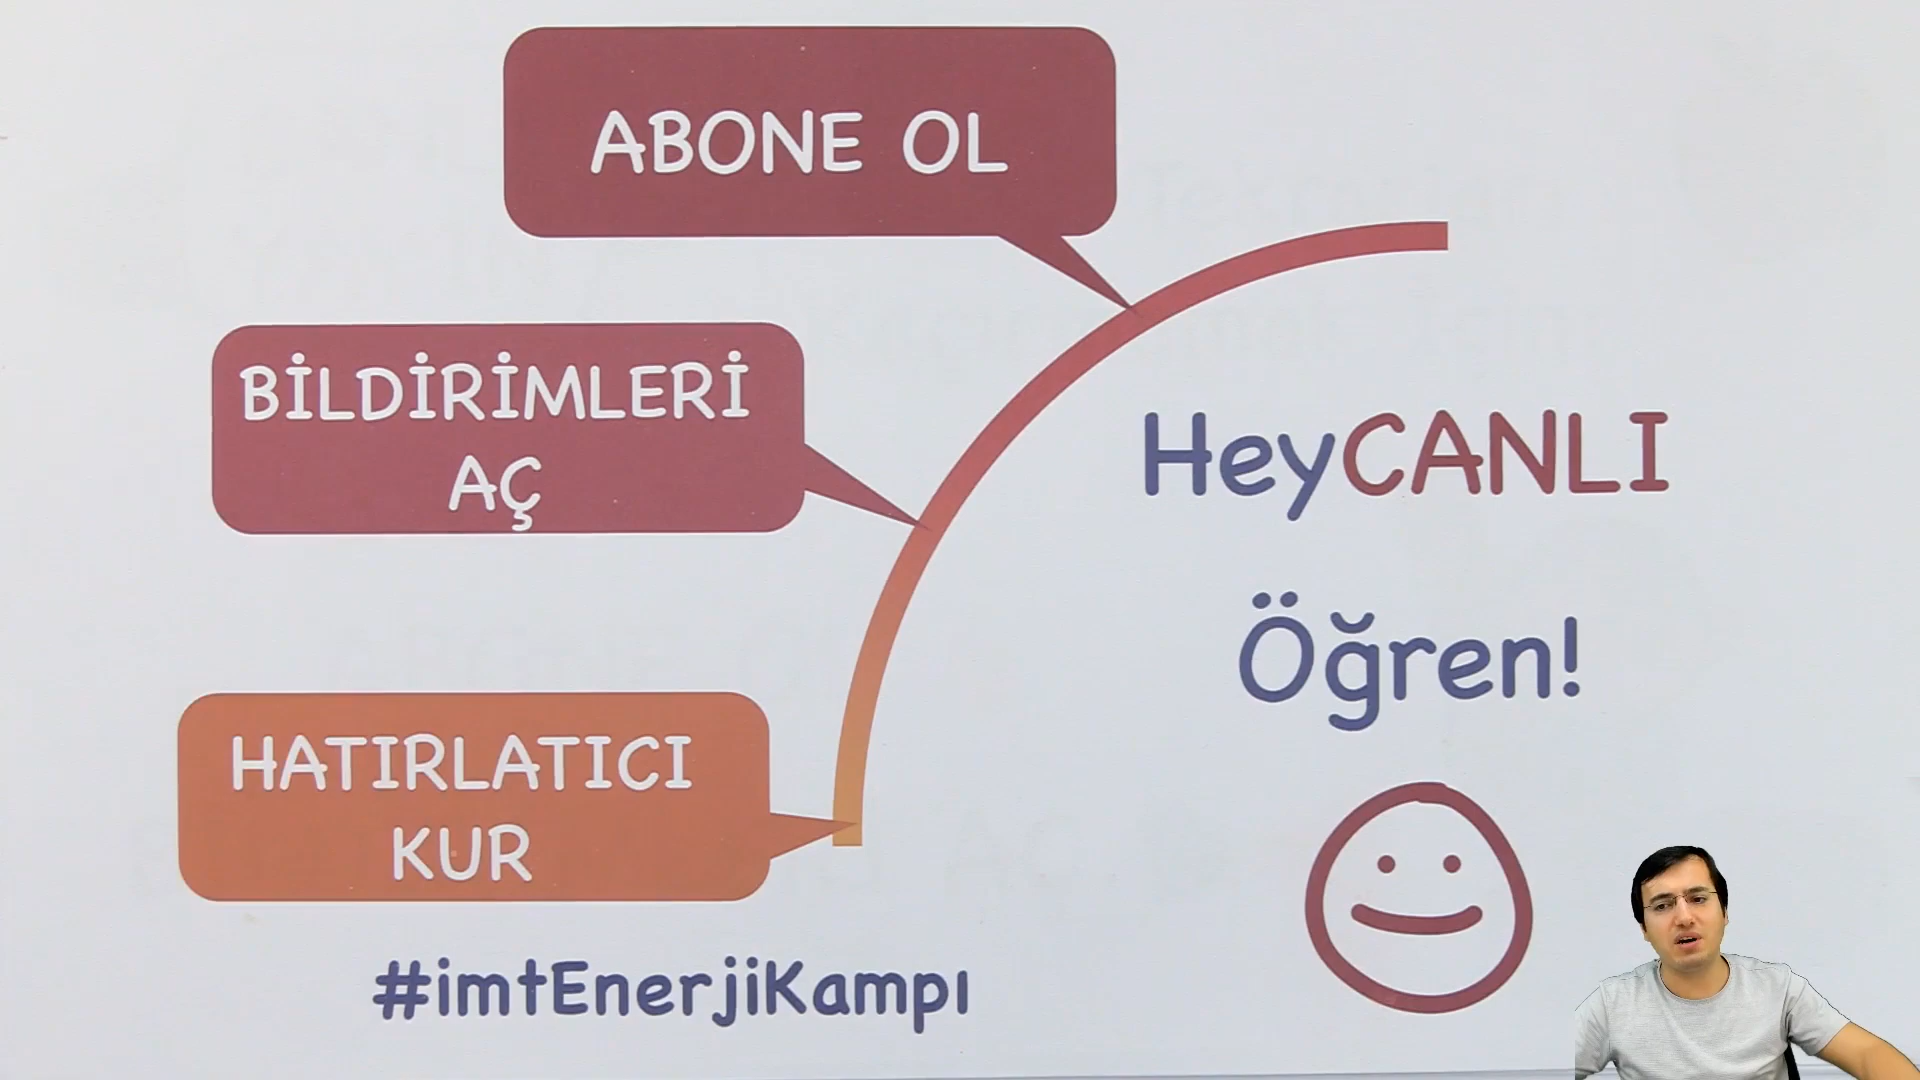 ABONE OL
BİLDİRİMLERİ
AÇ
HATIRLATICI
KUR
HeyCANLI
Öğren!
#imtEnerjiKampı